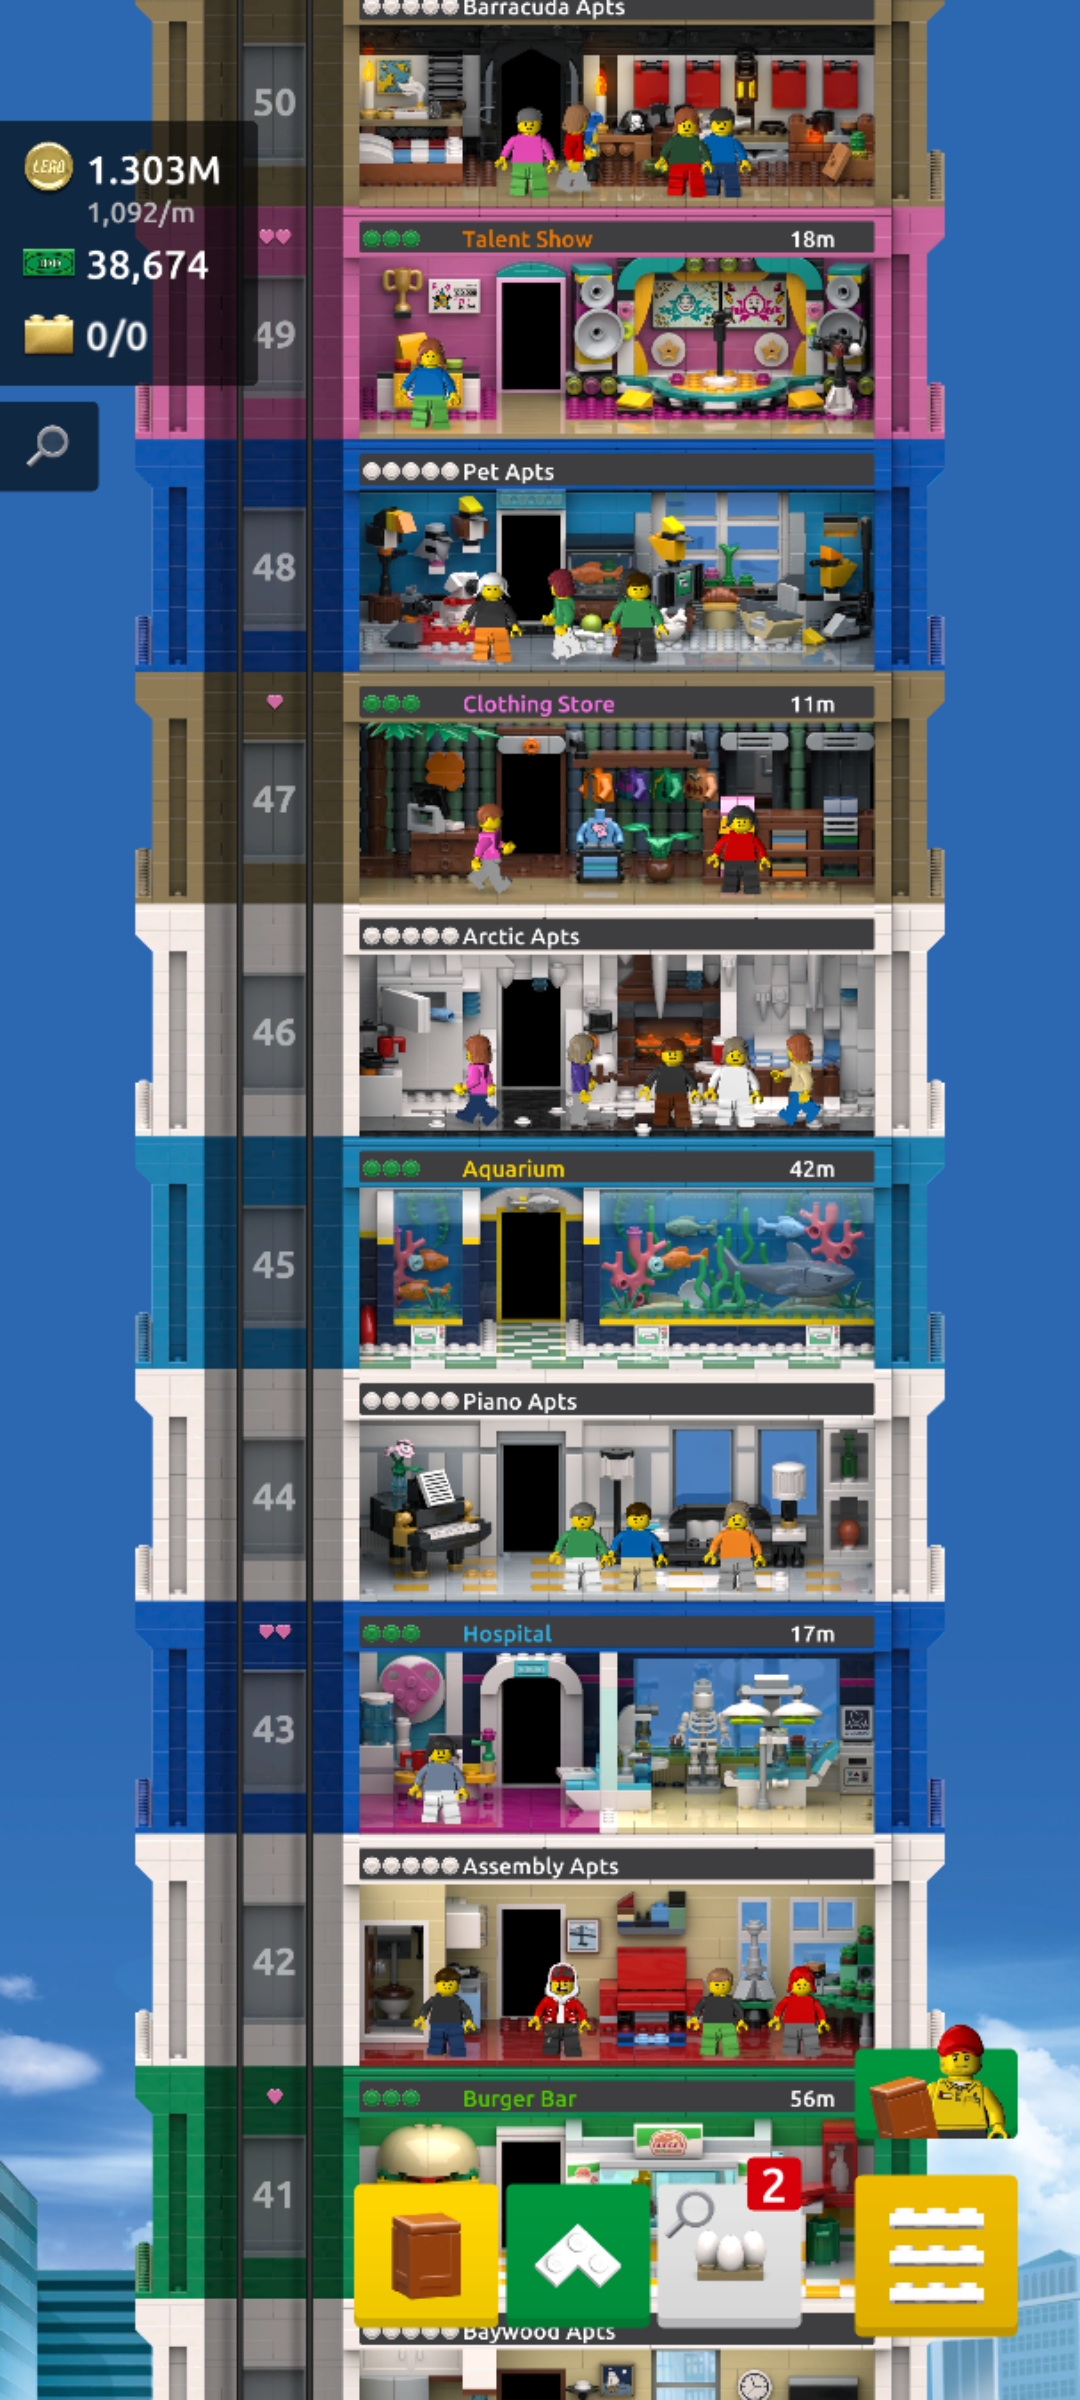 Barracuda Apts
50
LEGO
1.303M
1,092/m
38,674
0/0
Talent Show 18m
49
Pet Apts
48
Clothing Store 11m
47
Arctic Apts
46
Aquarium 42m
45
Piano Apts
44
Hospital 17m
43
Assembly Apts
42
Burger Bar 56m
41
2
Baywood Apts